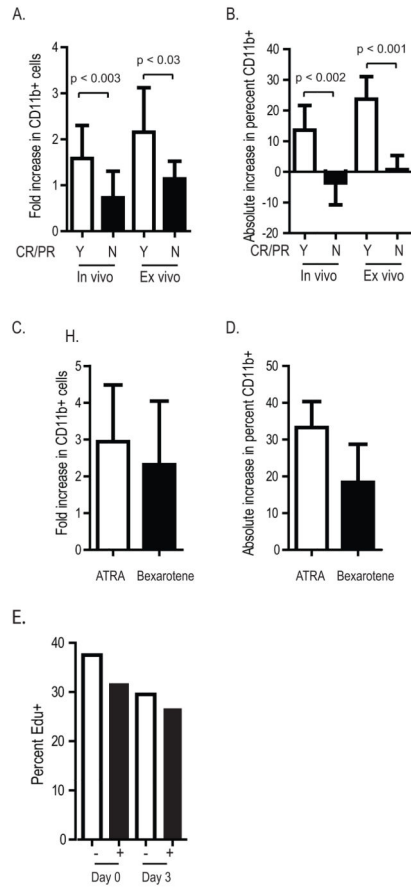 A.
Fold increase in CD11b+ cells
4
3
2
1
0
p < 0.003
p < 0.03
CR/PR Y N Y N
In vivo Ex vivo
B.
Absolute increase in perecent CD11b+
40
30
20
10
0
-10
-20
p < 0.002
p < 0.001
CR/PR Y N Y N
In vivo Ex vivo
C.
H.
Fold increase in CD11b+ cells
5
4
3
2
1
0
ATRA Bexarotene
D.
Absolute increase in percent CD11b+
50
40
30
20
10
0
ATRA Bexarotene
E.
Percent Edu+
40
30
20
10
0
- + - +
Day 0 Day 3